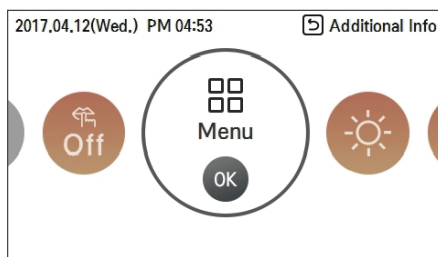 2017.04.12(Wed.) PM 04:53
Additional Info
Off
Menu
OK